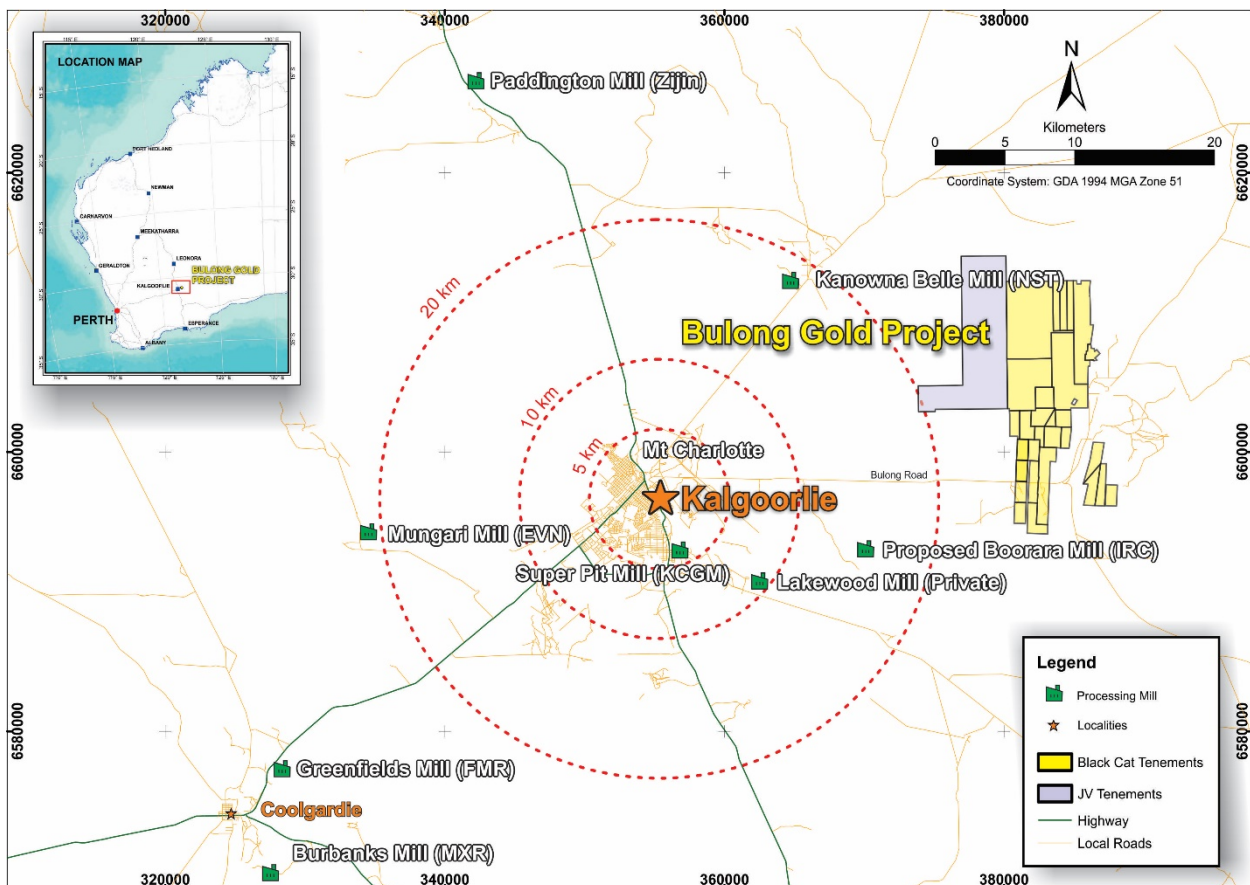 320000
340000
360000
380000
LOCATION MAP
PORT HEDLAND
NEWMAN
CARNARVON
MEEKATHARRA
LEONORA
GERALDTON
BULONG GOLD
PROJECT
KALGOORLIE
PERTH
ESPERANCE
ALBANY
Paddington Mill (Zijin)
N
Kilometers
0
5
10
20
Coordinate System: GDA 1994 MGA Zone 51
6620000
6620000
20 km
Kanowna Belle Mill (NST)
Bulong Gold Project
10 km
5 km
Mt Charlotte
6600000
6600000
Bulong Road
Kalgoorlie
Mungari Mill (EVN)
Proposed Boorara Mill (IRC)
Super Pit Mill (KCGM)
Lakewood Mill (Private)
6580000
6580000
Greenfields Mill (FMR)
Coolgardie
Burbanks Mill (MXR)
Legend
Processing Mill
Localities
Black Cat Tenements
JV Tenements
Highway
Local Roads
320000
340000
360000
380000